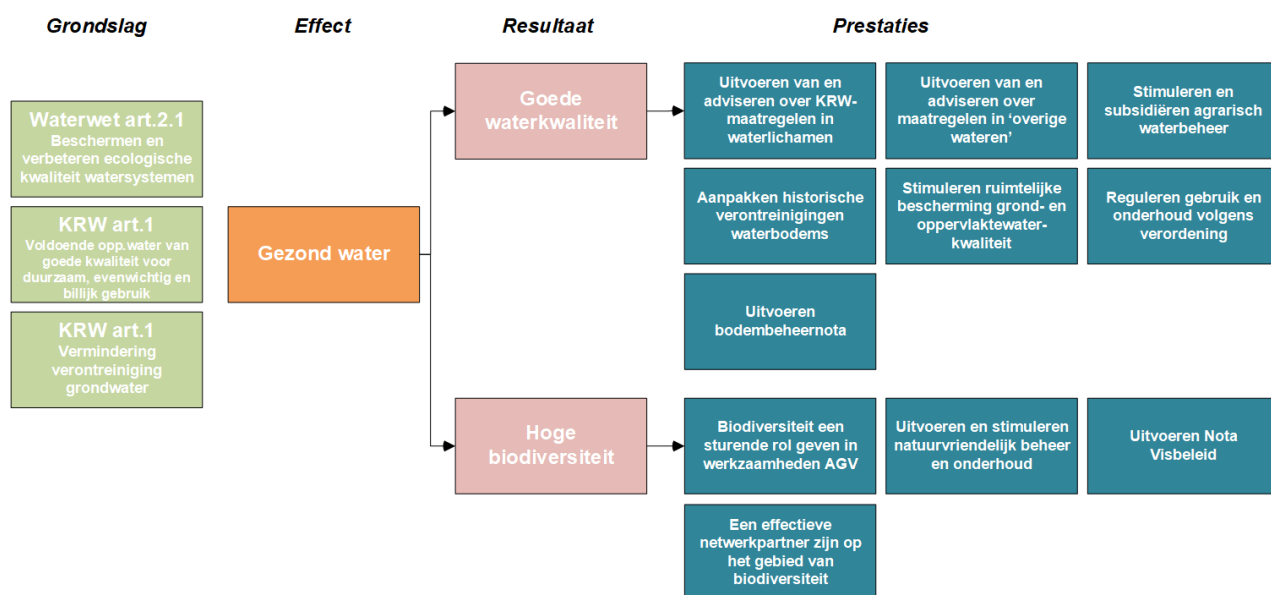 Grondslag
Effect
Resultaat
Prestaties
Waterwet art.2.1
Beschermen en
verbeteren ecologische
kwaliteit watersystemen
KRW art.1
Voldoende opp.water van
goede kwaliteit voor
duurzaam, evenwichtig en
billijk gebruik
KRW art.1
Vermindering
verontreiniging
grondwater
Gezond water
Goede
waterkwaliteit
Uitvoeren van en
adviseren over KRW-
maatregelen in
waterlichamen
Uitvoeren van en
adviseren over
maatregelen in ‘overige
wateren’
Stimuleren en
subsidiëren agrarisch
waterbeheer
Aanpakken historische
verontreinigingen
waterbodems
Stimuleren ruimtelijke
bescherming grond- en
oppervlaktewater-
kwaliteit
Reguleren gebruik en
onderhoud volgens
verordening
Uitvoeren
bodembeheernota
Hoge
biodiversiteit
Biodiversiteit een
sturende rol geven in
werkzaamheden AGV
Uitvoeren en stimuleren
natuurvriendelijk beheer
en onderhoud
Uitvoeren Nota
Visbeleid
Een effectieve
netwerkpartner zijn op
het gebied van
biodiversiteit